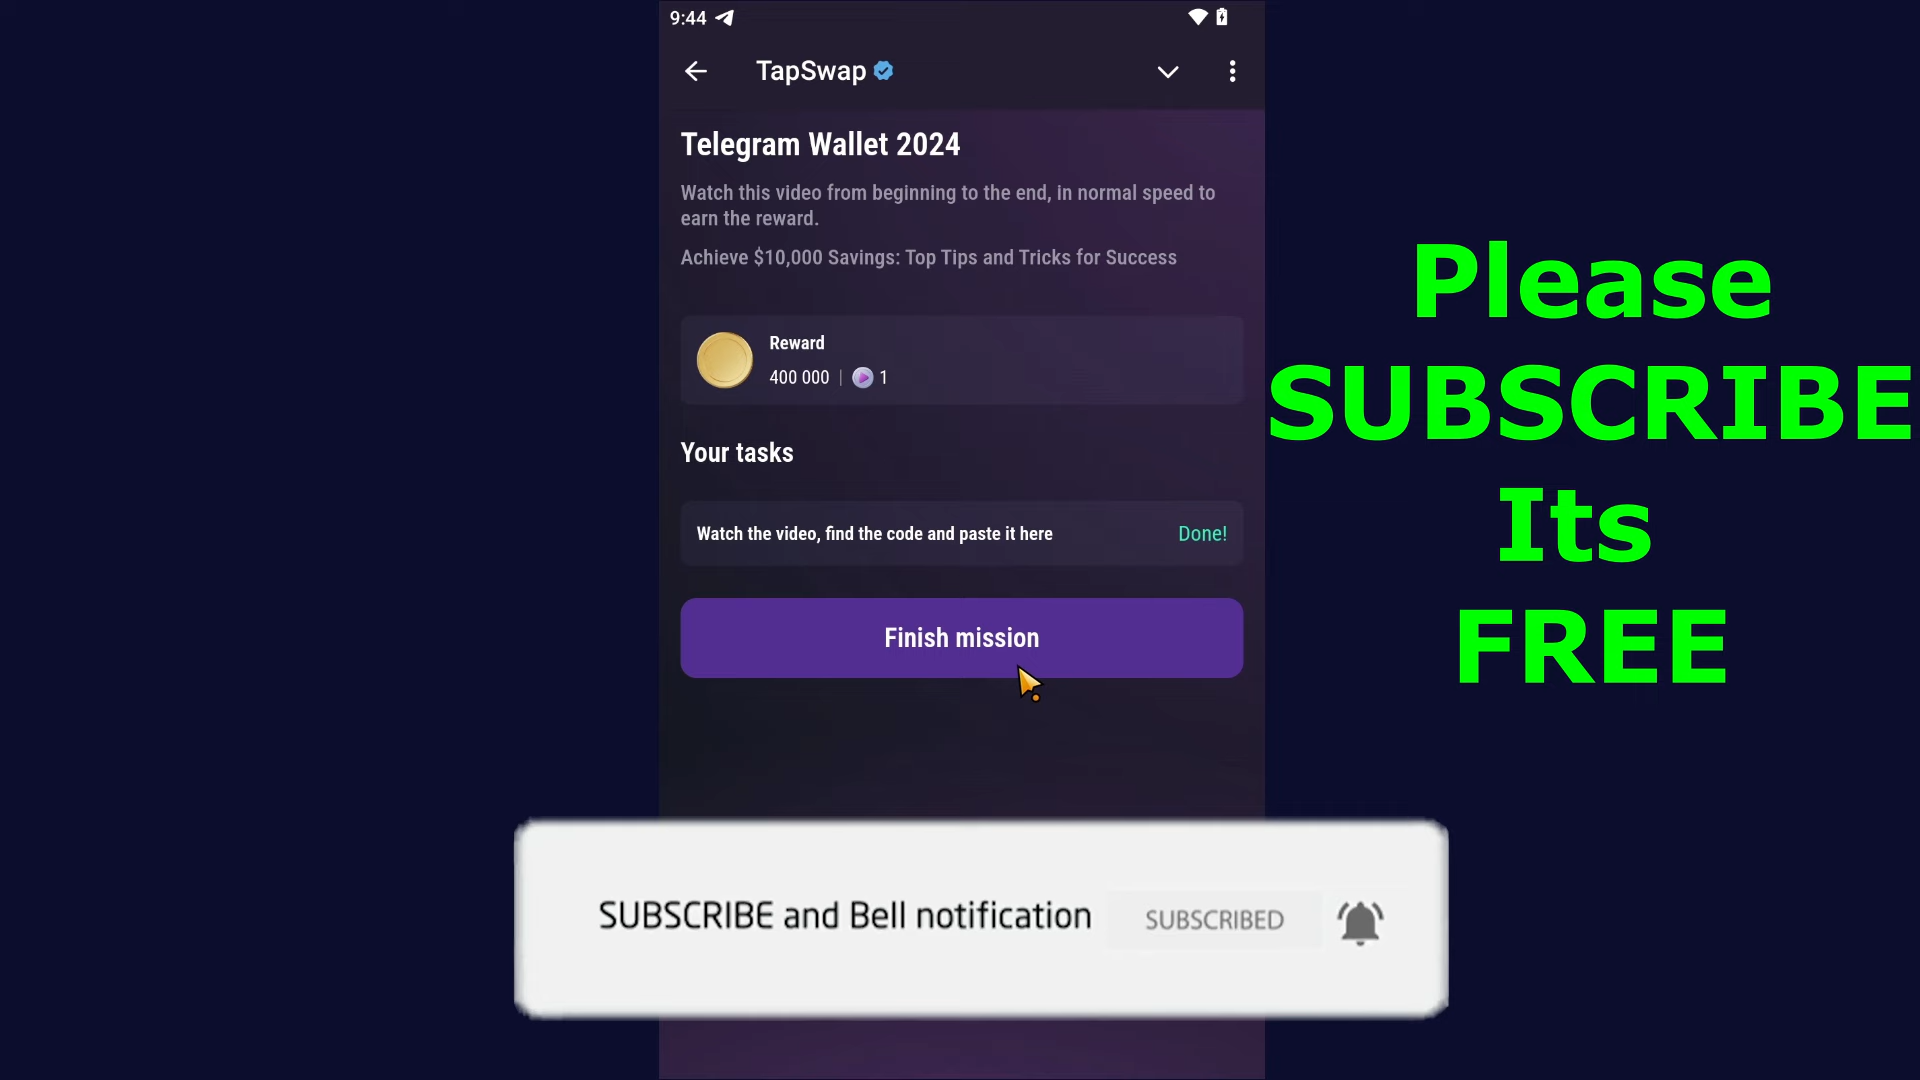 9:44
TapSwap
Telegram Wallet 2024
Watch this video from beginning to the end, in normal speed to
earn the reward.
Achieve $10,000 Savings: Top Tips and Tricks for Success
Reward
400 000 | 1
Your tasks
Watch the video, find the code and paste it here Done!
Finish mission
Please
SUBSCRIBE
Its
FREE
SUBSCRIBE and Bell notification SUBSCRIBED